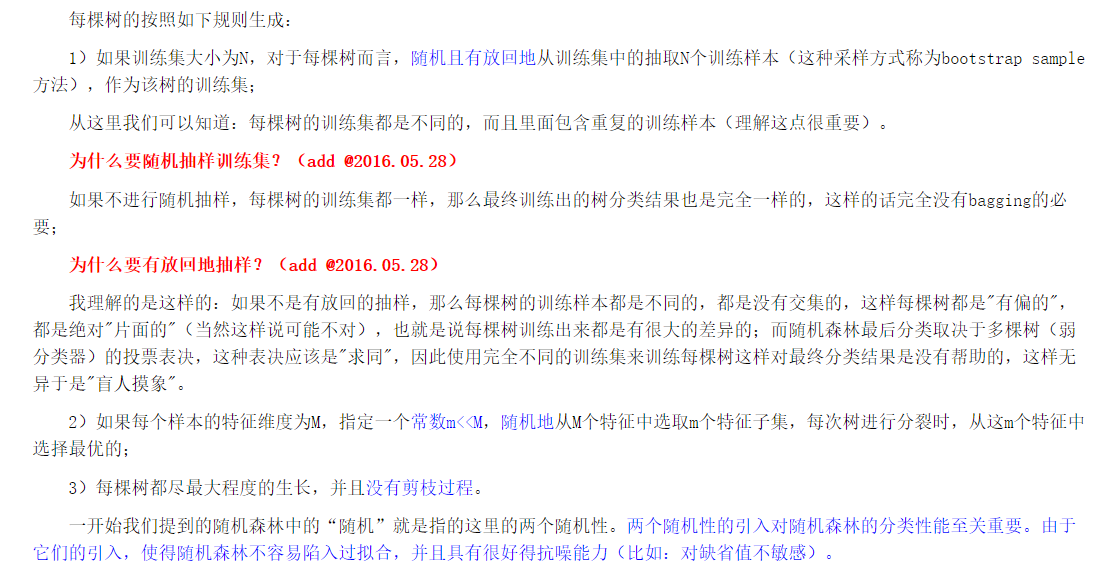 每棵树的按照如下规则生成：
1）如果训练集大小为N，对于每棵树而言，随机且有放回地从训练集中的抽取N个训练样本（这种采样方式称为bootstrap sample
方法），作为该树的训练集；
从这里我们可以知道：每棵树的训练集都是不同的，而且里面包含重复的训练样本（理解这点很重要）。
为什么要随机抽样训练集？（add @2016.05.28）
如果不进行随机抽样，每棵树的训练集都一样，那么最终训练出的树分类结果也是完全一样的，这样的话完全没有bagging的必
要；
为什么要有放回地抽样？（add @2016.05.28）
我理解的是这样的：如果不是有放回的抽样，那么每棵树的训练样本都是不同的，都是没有交集的，这样每棵树都是"有偏的"，
都是绝对"片面的"（当然这样说可能不对），也就是说每棵树训练出来都是有很大的差异的；而随机森林最后分类取决于多棵树（弱
分类器）的投票表决，这种表决应该是"求同"，因此使用完全不同的训练集来训练每棵树这样对最终分类结果是没有帮助的，这样无
异于是"盲人摸象"。
2）如果每个样本的特征维度为M，指定一个常数m<<M，随机地从M个特征中选取m个特征子集，每次树进行分裂时，从这m个特征中
选择最优的；
3）每棵树都尽最大程度的生长，并且没有剪枝过程。
一开始我们提到的随机森林中的“随机”就是指的这里的两个随机性。两个随机性的引入对随机森林的分类性能至关重要。由于
它们的引入，使得随机森林不容易陷入过拟合，并且具有很好得抗噪能力（比如：对缺省值不敏感）。